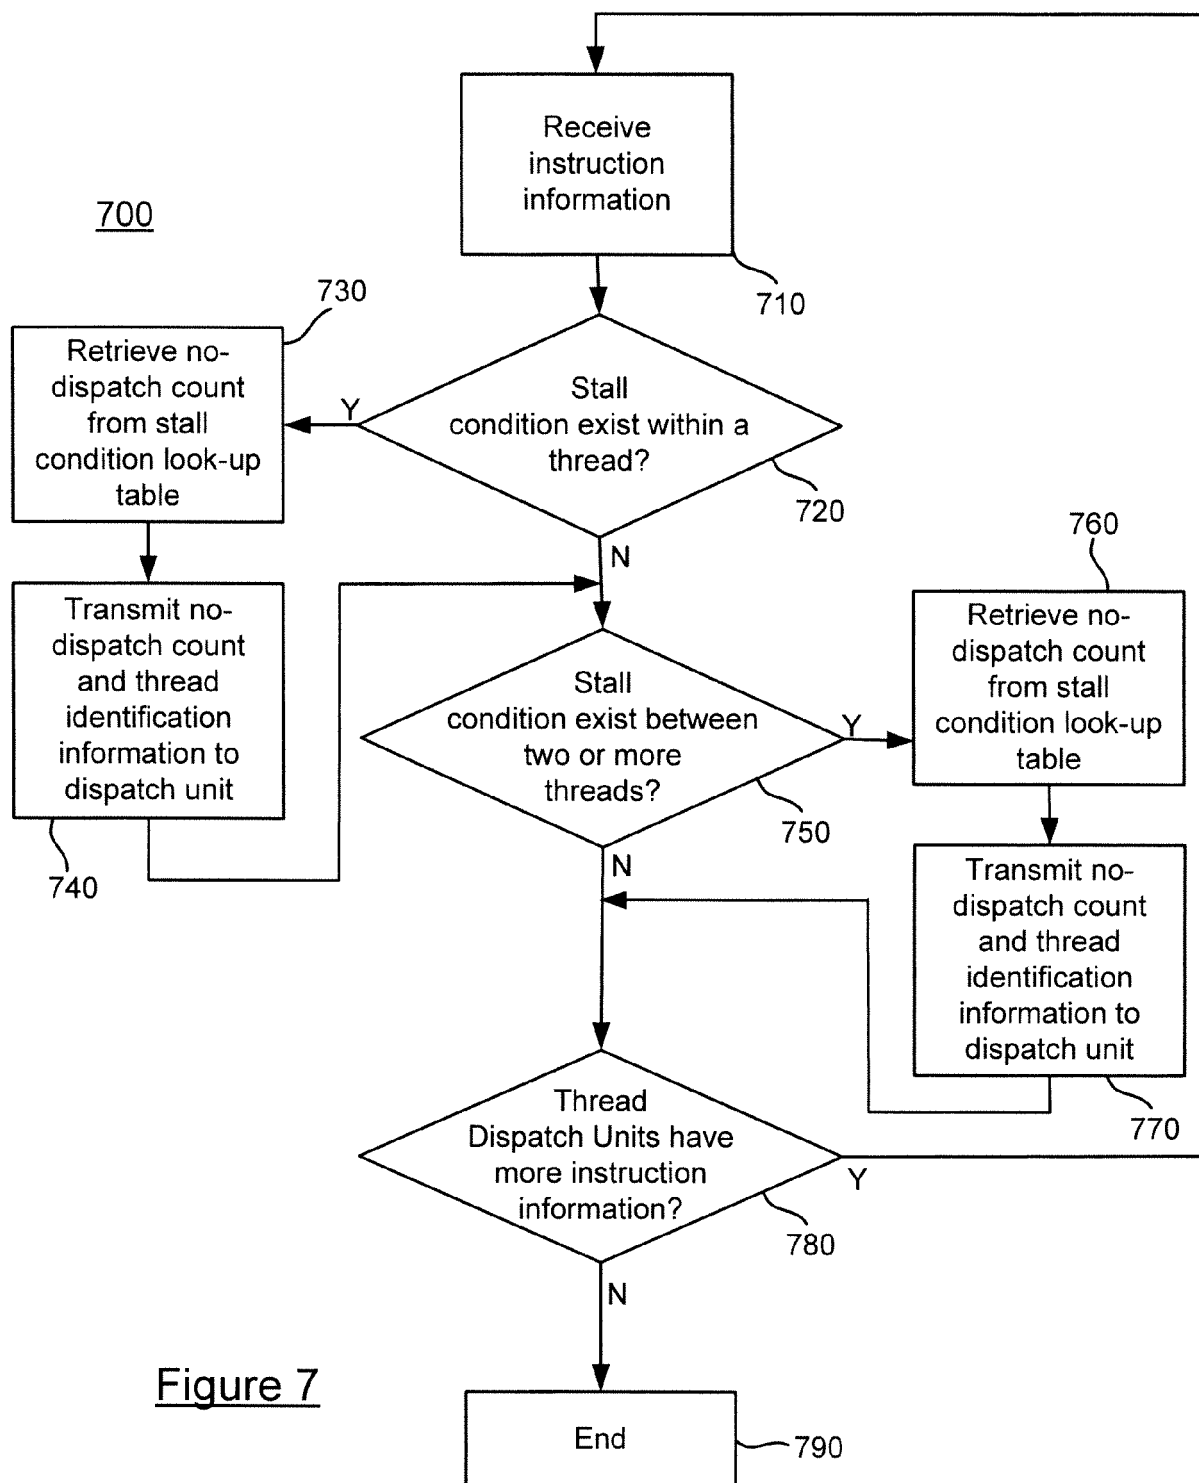 Receive
instruction
information
710
700
730
Retrieve no-
dispatch count
from stall
condition look-up
table
Y
Stall
condition exist within a
thread?
720
N
Transmit no-
dispatch count
and thread
identification
information to
dispatch unit
740
Stall
condition exist between
two or more
threads?
750
Y
N
760
Retrieve no-
dispatch count
from stall
condition look-up
table
Transmit no-
dispatch count
and thread
identification
information to
dispatch unit
770
Thread
Dispatch Units have
more instruction
information?
780
Y
N
Figure 7
End
790